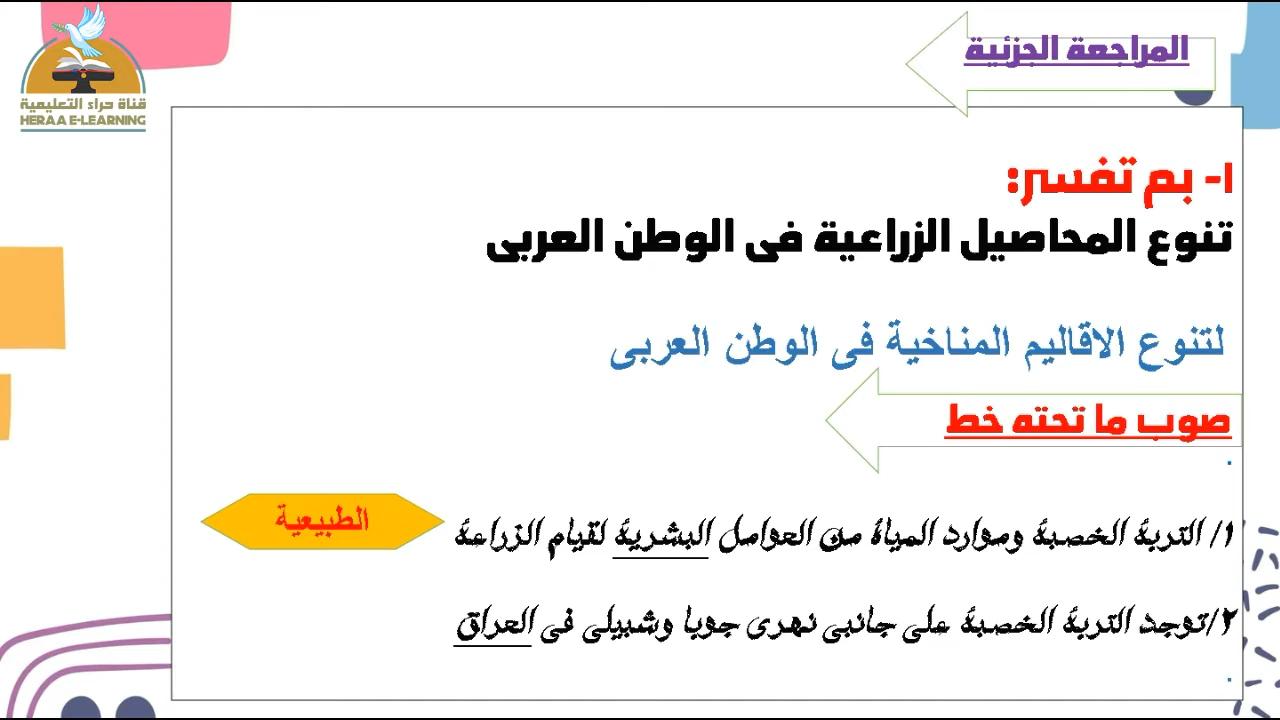 المراجعة الجزئية
قناة حراء التعليمية
HERAA E-LEARNING
١- بم تفسر:
تنوع المحاصيل الزراعية فى الوطن العربى
لتنوع الاقاليم المناخية فى الوطن العربى
صوب ما تحته خط
.
١/ التربة الخصبة وموارد المياة من العوامل البشرية لقيام الزراعة
الطبيعية
٢/توجد التربة الخصبة على جانبى نهرى جوبا وشبيلى فى العراق
.